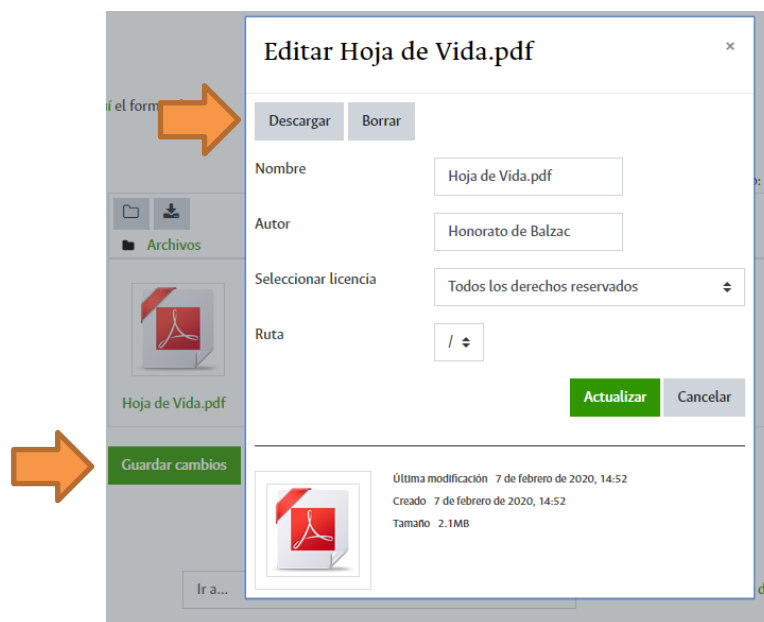 Editar Hoja de Vida.pdf ×
í el form
Descargar Borrar
Nombre Hoja de Vida.pdf
o:
Autor Honorato de Balzac
Archivos
Seleccionar licencia Todos los derechos reservados
Ruta /
Hoja de Vida.pdf
Actualizar Cancelar
Guardar cambios
Última modificación 7 de febrero de 2020, 14:52
Creado 7 de febrero de 2020, 14:52
Tamaño 2.1MB
Ir a...